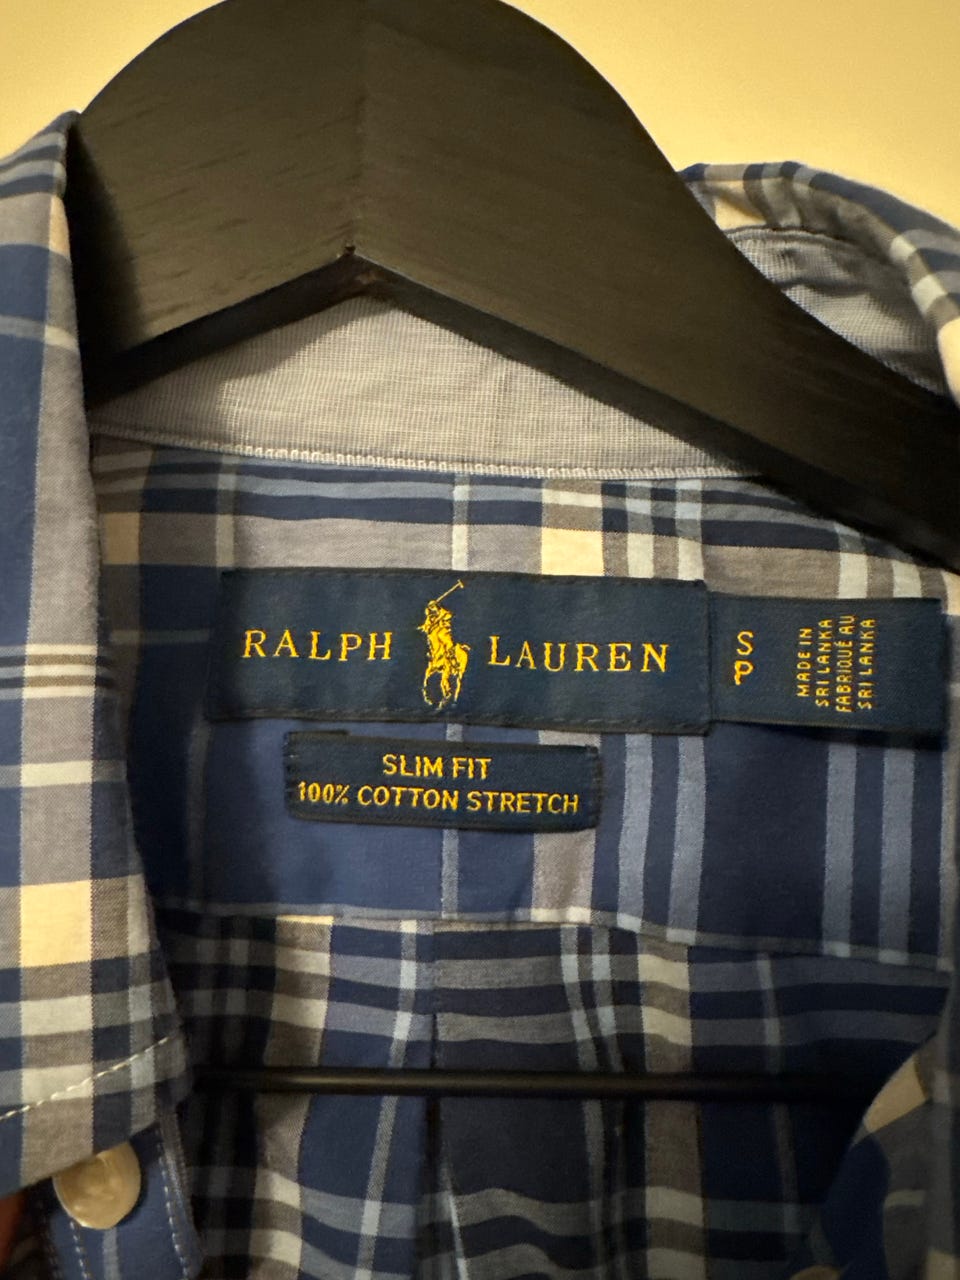 RALPH LAUREN
S
P
MADE IN
SRI LANKA
FABRIQUÉ AU
SRI LANKA
SLIM FIT
100% COTTON STRETCH